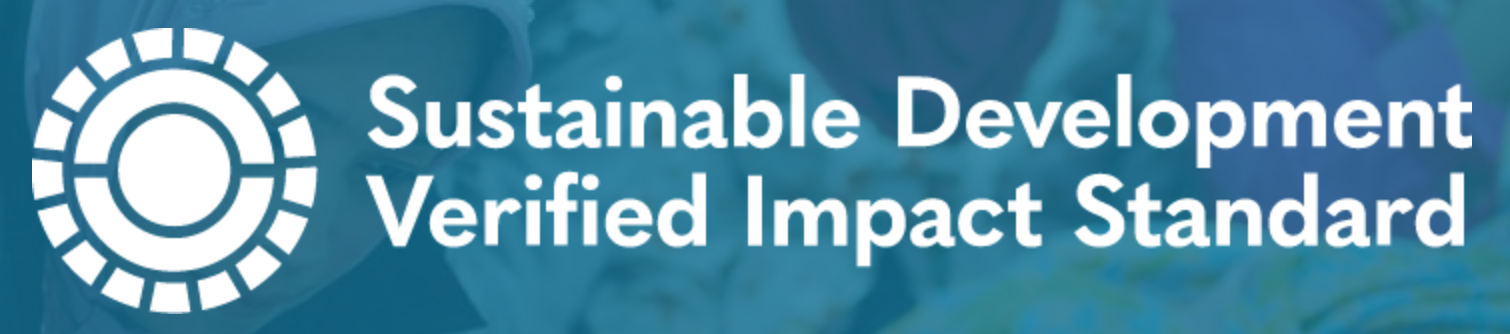 Sustainable Development
Verified Impact Standard